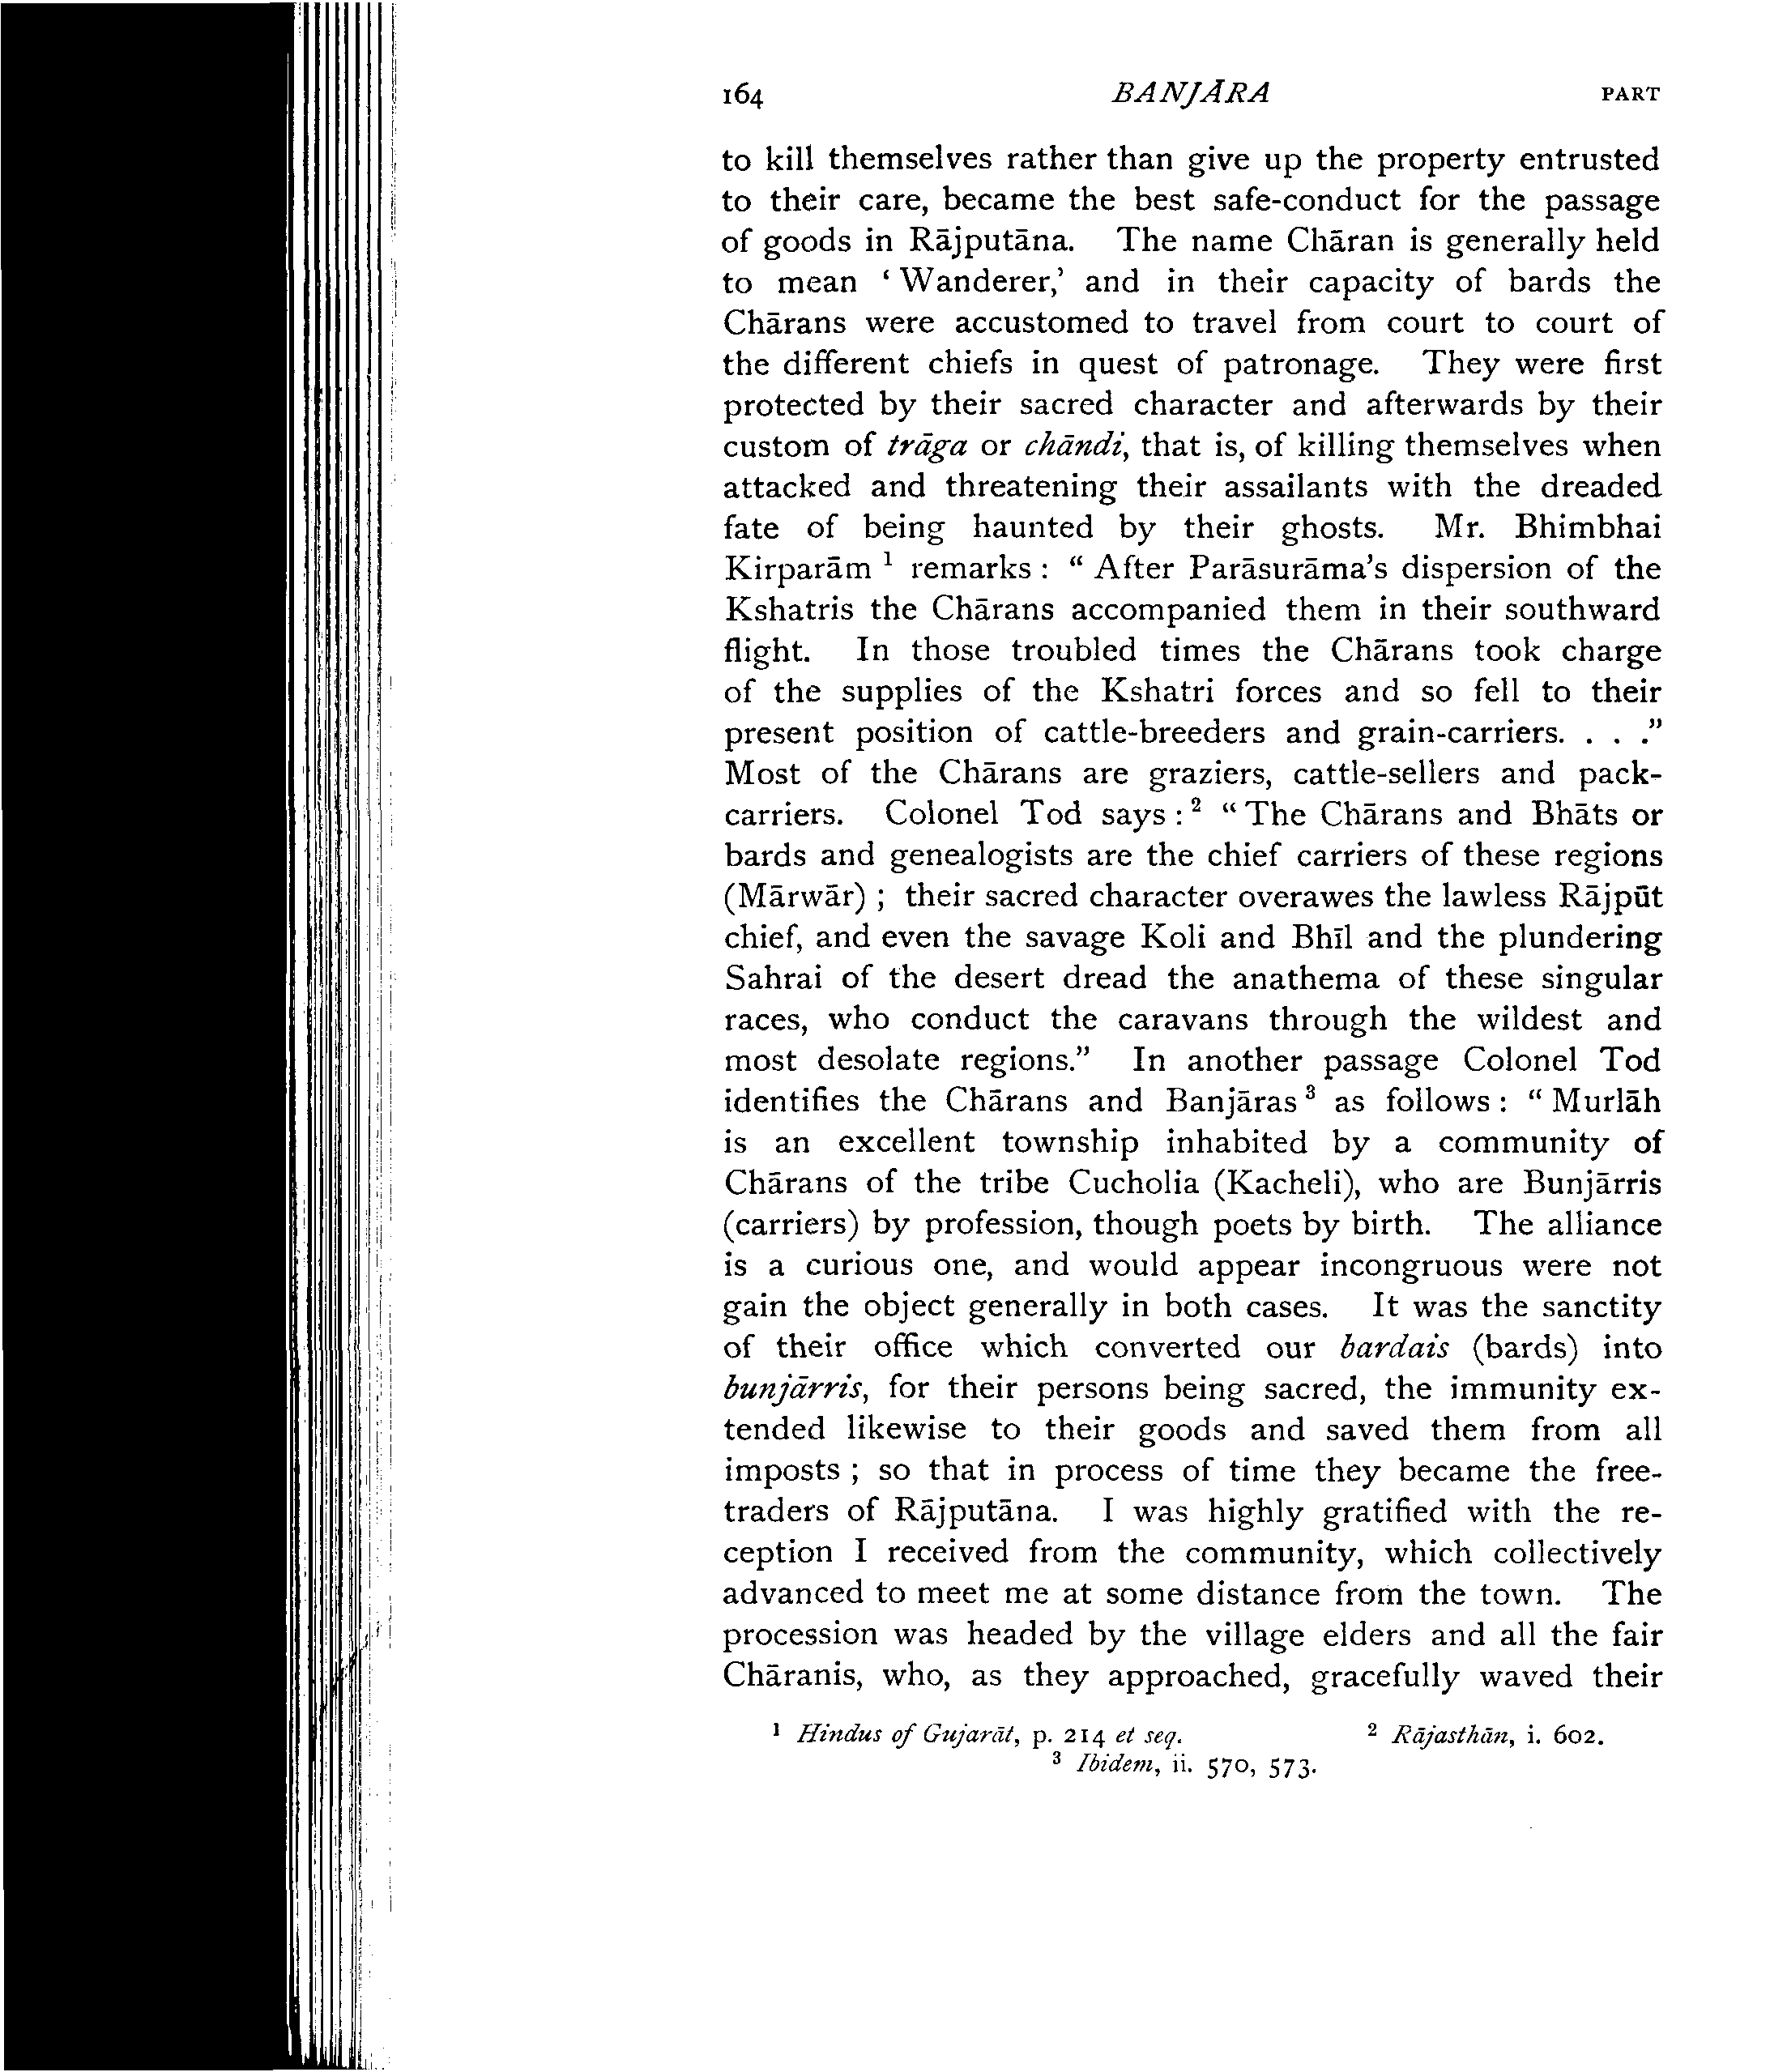 164 BANJĀRA PART
to kill themselves rather than give up the property entrusted
to their care, became the best safe-conduct for the passage
of goods in Rājputāna. The name Chāran is generally held
to mean ‘Wanderer,’ and in their capacity of bards the
Chārans were accustomed to travel from court to court of
the different chiefs in quest of patronage. They were first
protected by their sacred character and afterwards by their
custom of trāga or chāndi, that is, of killing themselves when
attacked and threatening their assailants with the dreaded
fate of being haunted by their ghosts. Mr. Bhimbhai
Kirparām ¹ remarks : “ After Parāsurāma’s dispersion of the
Kshatris the Chārans accompanied them in their southward
flight. In those troubled times the Chārans took charge
of the supplies of the Kshatri forces and so fell to their
present position of cattle-breeders and grain-carriers. . . .”
Most of the Chārans are graziers, cattle-sellers and pack-
carriers. Colonel Tod says : ² “ The Chārans and Bhāts or
bards and genealogists are the chief carriers of these regions
(Mārwār) ; their sacred character overawes the lawless Rājpūt
chief, and even the savage Koli and Bhīl and the plundering
Sahrai of the desert dread the anathema of these singular
races, who conduct the caravans through the wildest and
most desolate regions.” In another passage Colonel Tod
identifies the Chārans and Banjāras ³ as follows : “ Murlāh
is an excellent township inhabited by a community of
Chārans of the tribe Cucholia (Kacheli), who are Bunjārris
(carriers) by profession, though poets by birth. The alliance
is a curious one, and would appear incongruous were not
gain the object generally in both cases. It was the sanctity
of their office which converted our bardais (bards) into
bunjārris, for their persons being sacred, the immunity ex-
tended likewise to their goods and saved them from all
imposts ; so that in process of time they became the free-
traders of Rājputāna. I was highly gratified with the re-
ception I received from the community, which collectively
advanced to meet me at some distance from the town. The
procession was headed by the village elders and all the fair
Chāranis, who, as they approached, gracefully waved their
¹ Hindus of Gujarāt, p. 214 et seq. ² Rājasthān, i. 602.
³ Ibidem, ii. 570, 573.